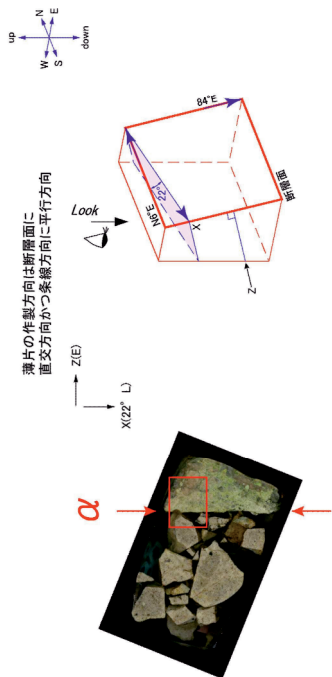 薄片の作製方向は断層面に
直交方向かつ条線方向に平行方向
α
Z(E)
X(22° L)
Look
up
N
E
W
S
down
N6°E
22°
84°E
X
Z
断層面